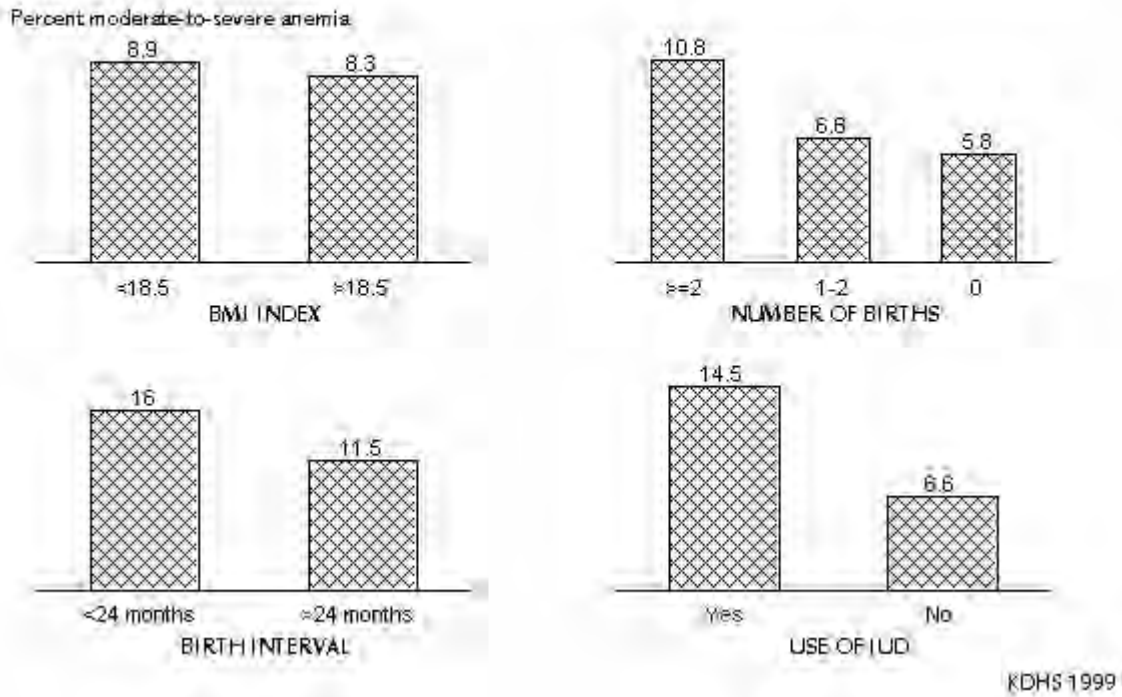 Percent moderate-to-severe anemia
8.9
8.3
<18.5
≥18.5
BMI INDEX
10.8
6.6
5.8
>=2
1-2
0
NUMBER OF BIRTHS
16
11.5
<24 months
≥24 months
BIRTH INTERVAL
14.5
6.6
Yes
No
USE OF IUD
KDHS 1999